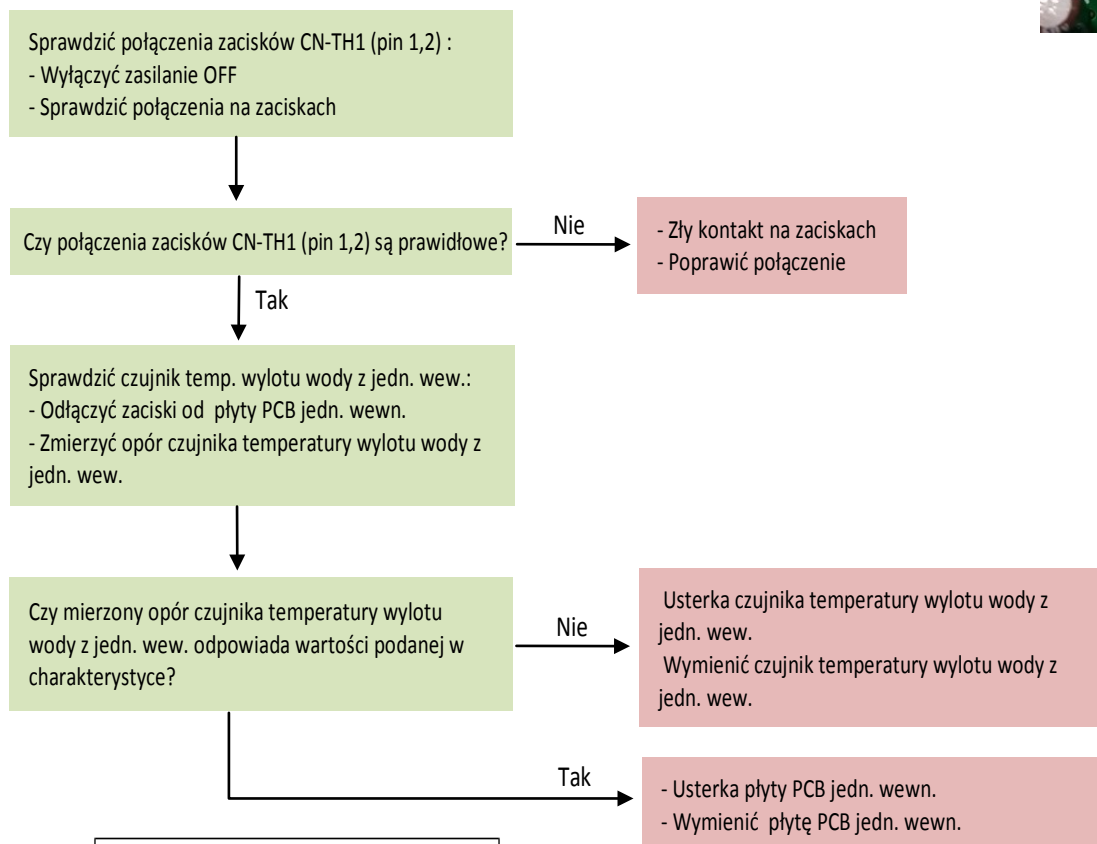 Sprawdzić połączenia zacisków CN-TH1 (pin 1,2) :
- Wyłączyć zasilanie OFF
- Sprawdzić połączenia na zaciskach
Czy połączenia zacisków CN-TH1 (pin 1,2) są prawidłowe?
Nie
- Zły kontakt na zaciskach
- Poprawić połączenie
Tak
Sprawdzić czujnik temp. wylotu wody z jedn. wew.:
- Odłączyć zaciski od płyty PCB jedn. wewn.
- Zmierzyć opór czujnika temperatury wylotu wody z
jedn. wew.
Czy mierzony opór czujnika temperatury wylotu
wody z jedn. wew. odpowiada wartości podanej w
charakterystyce?
Nie
Usterka czujnika temperatury wylotu wody z
jedn. wew.
Wymienić czujnik temperatury wylotu wody z
jedn. wew.
Tak
- Usterka płyty PCB jedn. wewn.
- Wymienić płytę PCB jedn. wewn.